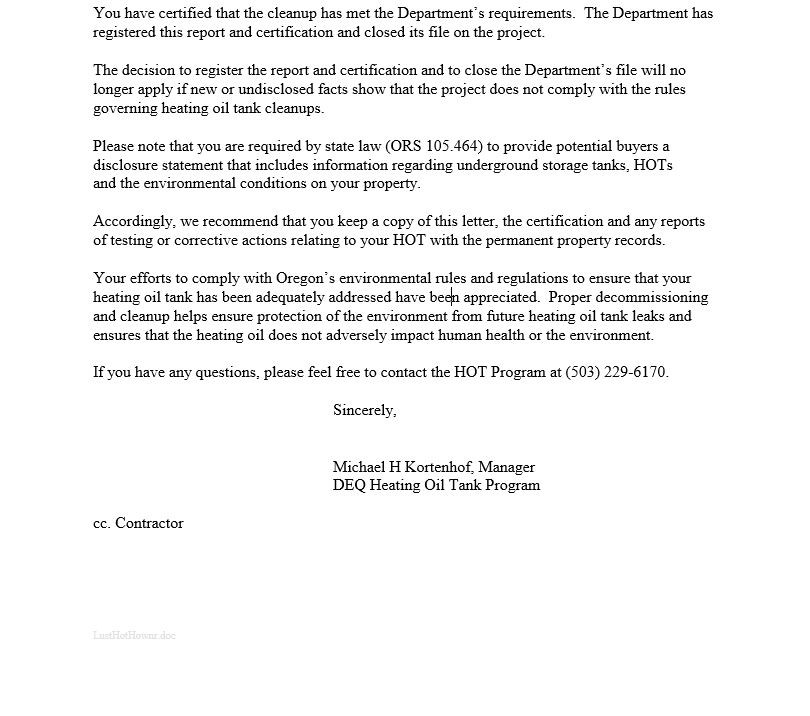 You have certified that the cleanup has met the Department's requirements.  The Department has
registered this report and certification and closed its file on the project.
The decision to register the report and certification and to close the Department's file will no
longer apply if new or undisclosed facts show that the project does not comply with the rules
governing heating oil tank cleanups.
Please note that you are required by state law (ORS 105.464) to provide potential buyers a
disclosure statement that includes information regarding underground storage tanks, HOTs
and the environmental conditions on your property.
Accordingly, we recommend that you keep a copy of this letter, the certification and any reports
of testing or corrective actions relating to your HOT with the permanent property records.
Your efforts to comply with Oregon's environmental rules and regulations to ensure that your
heating oil tank has been adequately addressed have been appreciated.  Proper decommissioning
and cleanup helps ensure protection of the environment from future heating oil tank leaks and
ensures that the heating oil does not adversely impact human health or the environment.
If you have any questions, please feel free to contact the HOT Program at (503) 229-6170.
Sincerely,
Michael H Kortenhof, Manager
DEQ Heating Oil Tank Program
cc. Contractor
LustHotHownr.doc